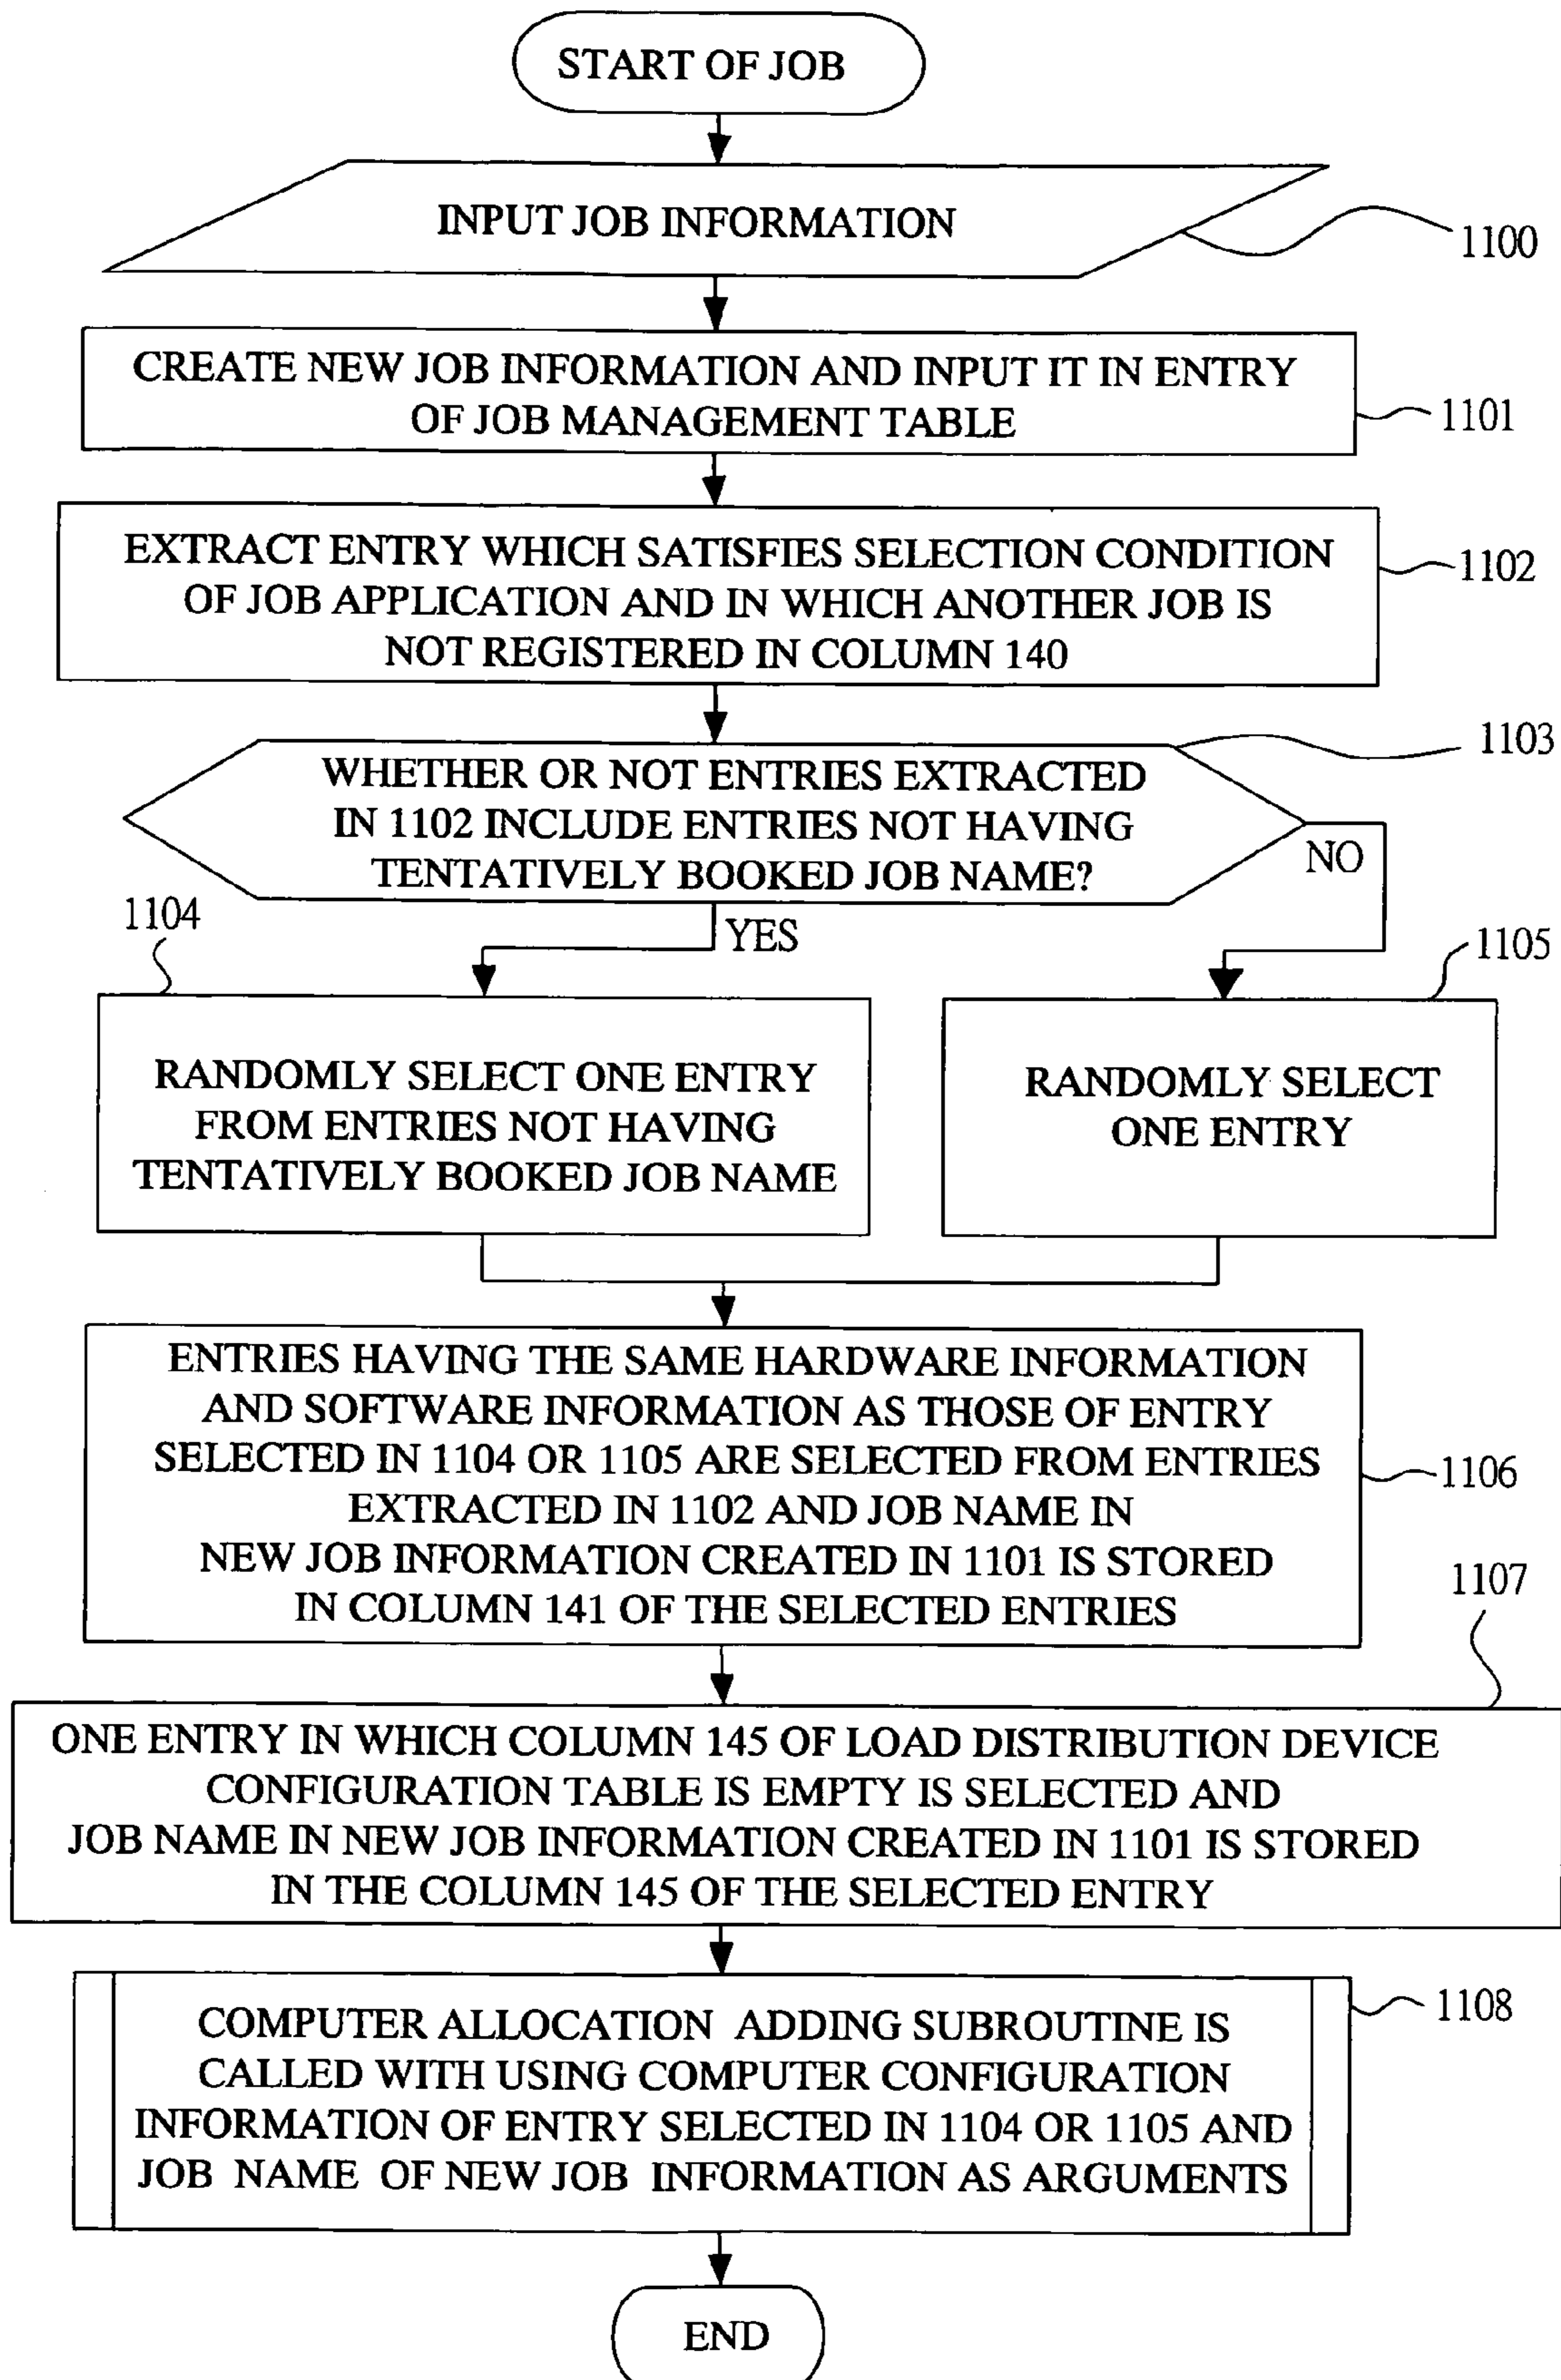 START OF JOB
INPUT JOB INFORMATION
1100
CREATE NEW JOB INFORMATION AND INPUT IT IN ENTRY
OF JOB MANAGEMENT TABLE
1101
EXTRACT ENTRY WHICH SATISFIES SELECTION CONDITION
OF JOB APPLICATION AND IN WHICH ANOTHER JOB IS
NOT REGISTERED IN COLUMN 140
1102
1103
WHETHER OR NOT ENTRIES EXTRACTED
IN 1102 INCLUDE ENTRIES NOT HAVING
TENTATIVELY BOOKED JOB NAME?
NO
YES
1104
RANDOMLY SELECT ONE ENTRY
FROM ENTRIES NOT HAVING
TENTATIVELY BOOKED JOB NAME
1105
RANDOMLY SELECT
ONE ENTRY
ENTRIES HAVING THE SAME HARDWARE INFORMATION
AND SOFTWARE INFORMATION AS THOSE OF ENTRY
SELECTED IN 1104 OR 1105 ARE SELECTED FROM ENTRIES
EXTRACTED IN 1102 AND JOB NAME IN
NEW JOB INFORMATION CREATED IN 1101 IS STORED
IN COLUMN 141 OF THE SELECTED ENTRIES
1106
1107
ONE ENTRY IN WHICH COLUMN 145 OF LOAD DISTRIBUTION DEVICE
CONFIGURATION TABLE IS EMPTY IS SELECTED AND
JOB NAME IN NEW JOB INFORMATION CREATED IN 1101 IS STORED
IN THE COLUMN 145 OF THE SELECTED ENTRY
COMPUTER ALLOCATION ADDING SUBROUTINE IS
CALLED WITH USING COMPUTER CONFIGURATION
INFORMATION OF ENTRY SELECTED IN 1104 OR 1105 AND
JOB NAME OF NEW JOB INFORMATION AS ARGUMENTS
1108
END